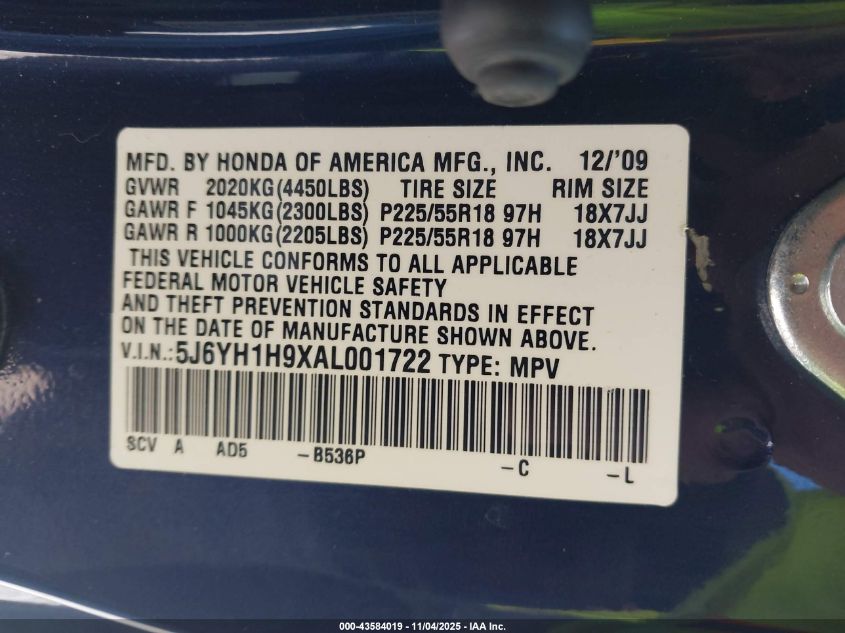 MFD. BY HONDA OF AMERICA MFG., INC. 12/'09
GVWR 2020KG(4450LBS) TIRE SIZE RIM SIZE
GAWR F 1045KG(2300LBS) P225/55R18 97H 18X7JJ
GAWR R 1000KG(2205LBS) P225/55R18 97H 18X7JJ
THIS VEHICLE CONFORMS TO ALL APPLICABLE
FEDERAL MOTOR VEHICLE SAFETY
AND THEFT PREVENTION STANDARDS IN EFFECT
ON THE DATE OF MANUFACTURE SHOWN ABOVE.
V.I.N.: 5J6YH1H9XAL001722 TYPE: MPV
SCV A AD5 -B536P -C -L
000-43584019 - 11/04/2025 - IAA Inc.